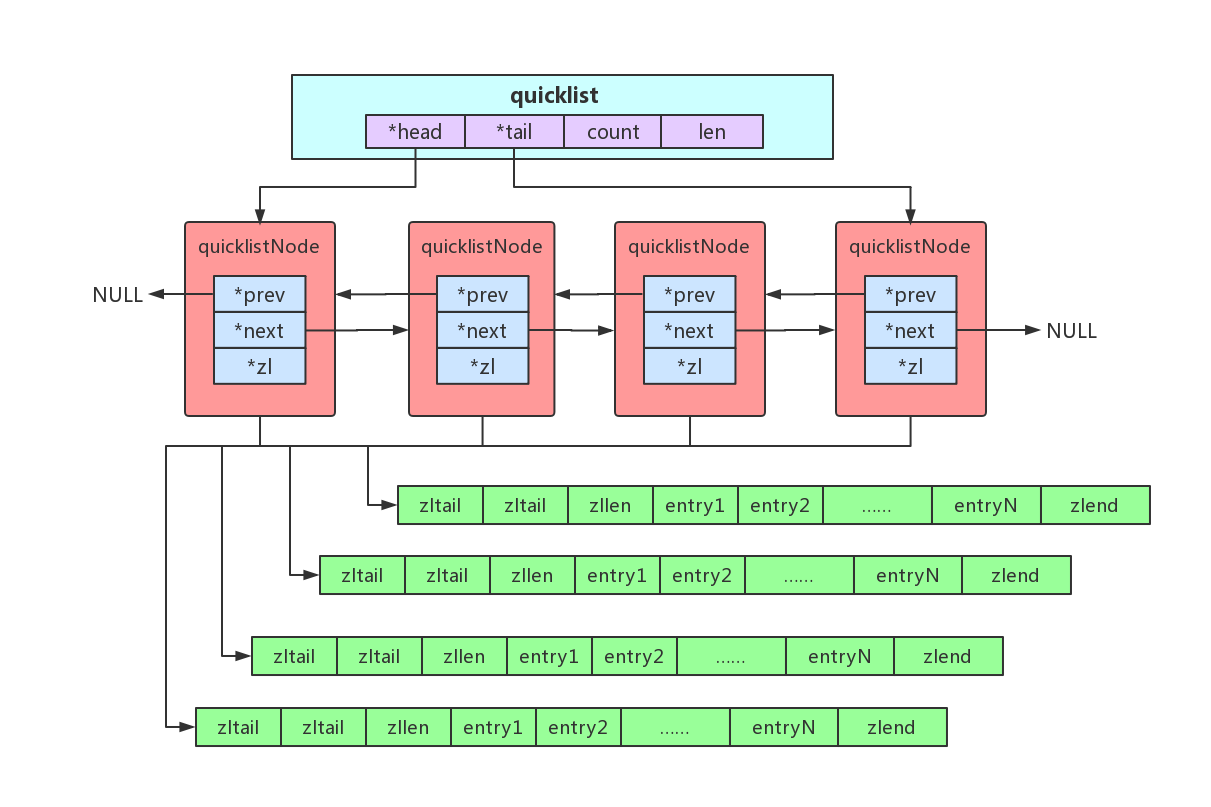 quicklist
*head *tail count len
quicklistNode quicklistNode quicklistNode quicklistNode
NULL *prev *prev *prev *prev
*next *next *next *next NULL
*zl *zl *zl *zl
zltail zltail zllen entry1 entry2 ...... entryN zlend
zltail zltail zllen entry1 entry2 ...... entryN zlend
zltail zltail zllen entry1 entry2 ...... entryN zlend
zltail zltail zllen entry1 entry2 ...... entryN zlend